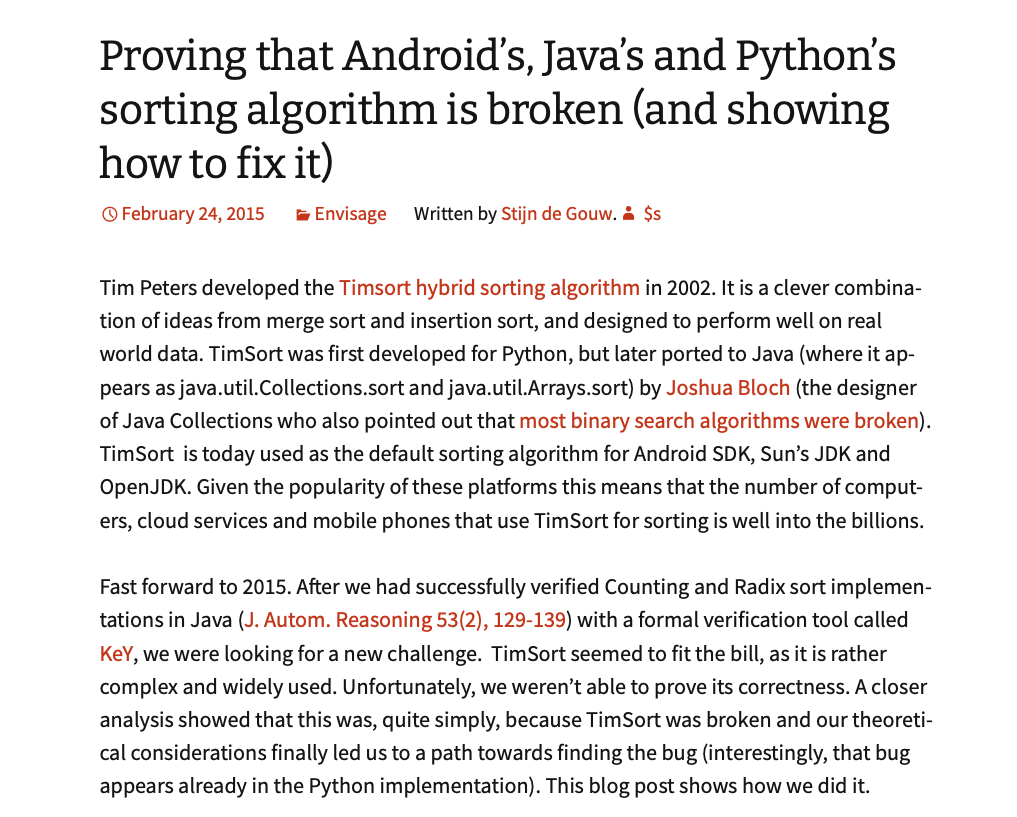 Proving that Android’s, Java’s and Python’s
sorting algorithm is broken (and showing
how to fix it)
February 24, 2015 Envisage Written by Stijn de Gouw. $s
Tim Peters developed the Timsort hybrid sorting algorithm in 2002. It is a clever combina-
tion of ideas from merge sort and insertion sort, and designed to perform well on real
world data. TimSort was first developed for Python, but later ported to Java (where it ap-
pears as java.util.Collections.sort and java.util.Arrays.sort) by Joshua Bloch (the designer
of Java Collections who also pointed out that most binary search algorithms were broken).
TimSort is today used as the default sorting algorithm for Android SDK, Sun’s JDK and
OpenJDK. Given the popularity of these platforms this means that the number of comput-
ers, cloud services and mobile phones that use TimSort for sorting is well into the billions.
Fast forward to 2015. After we had successfully verified Counting and Radix sort implemen-
tations in Java (J. Autom. Reasoning 53(2), 129-139) with a formal verification tool called
KeY, we were looking for a new challenge. TimSort seemed to fit the bill, as it is rather
complex and widely used. Unfortunately, we weren’t able to prove its correctness. A closer
analysis showed that this was, quite simply, because TimSort was broken and our theoreti-
cal considerations finally led us to a path towards finding the bug (interestingly, that bug
appears already in the Python implementation). This blog post shows how we did it.